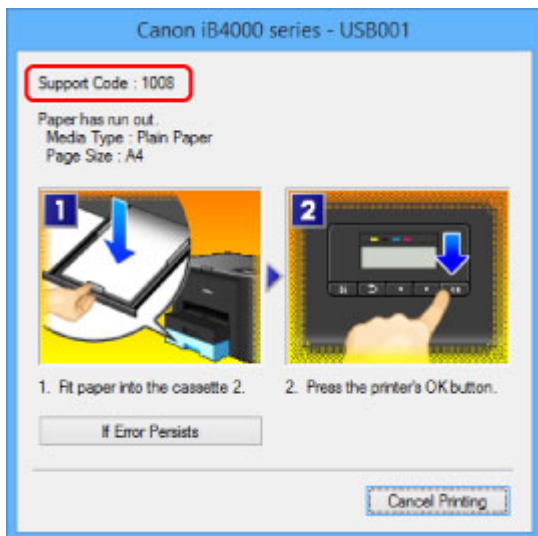 Canon iB4000 series - USB001
Support Code : 1008
Paper has run out.
Media Type : Plain Paper
Page Size : A4
1
2
1. Fit paper into the cassette 2.
2. Press the printer's OK button.
If Error Persists
Cancel Printing